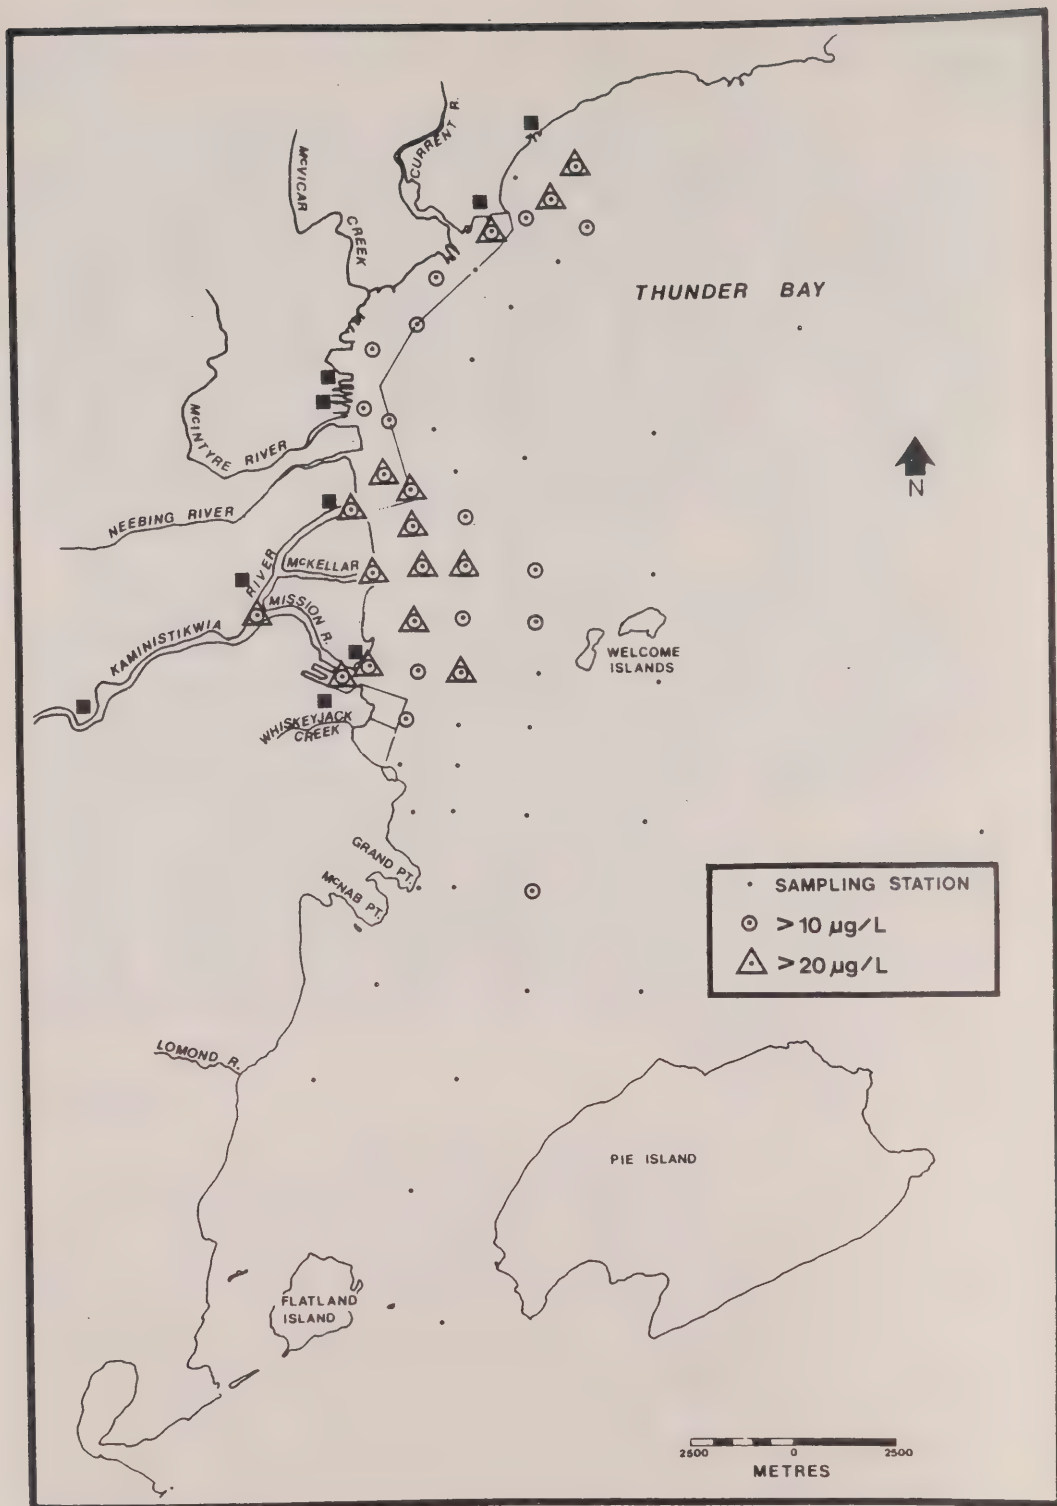 CURRENT R.
McVICAR
CREEK
THUNDER BAY
McINTYRE RIVER
N
NEEBING RIVER
RIVER
McKELLAR
MISSION R.
KAMINISTIKWIA
WELCOME
ISLANDS
WHISKEYJACK
CREEK
GRAND PT.
McNAB PT.
SAMPLING STATION
>10 µg/L
>20 µg/L
LOMOND R.
PIE ISLAND
FLATLAND
ISLAND
2500 0 2500
METRES